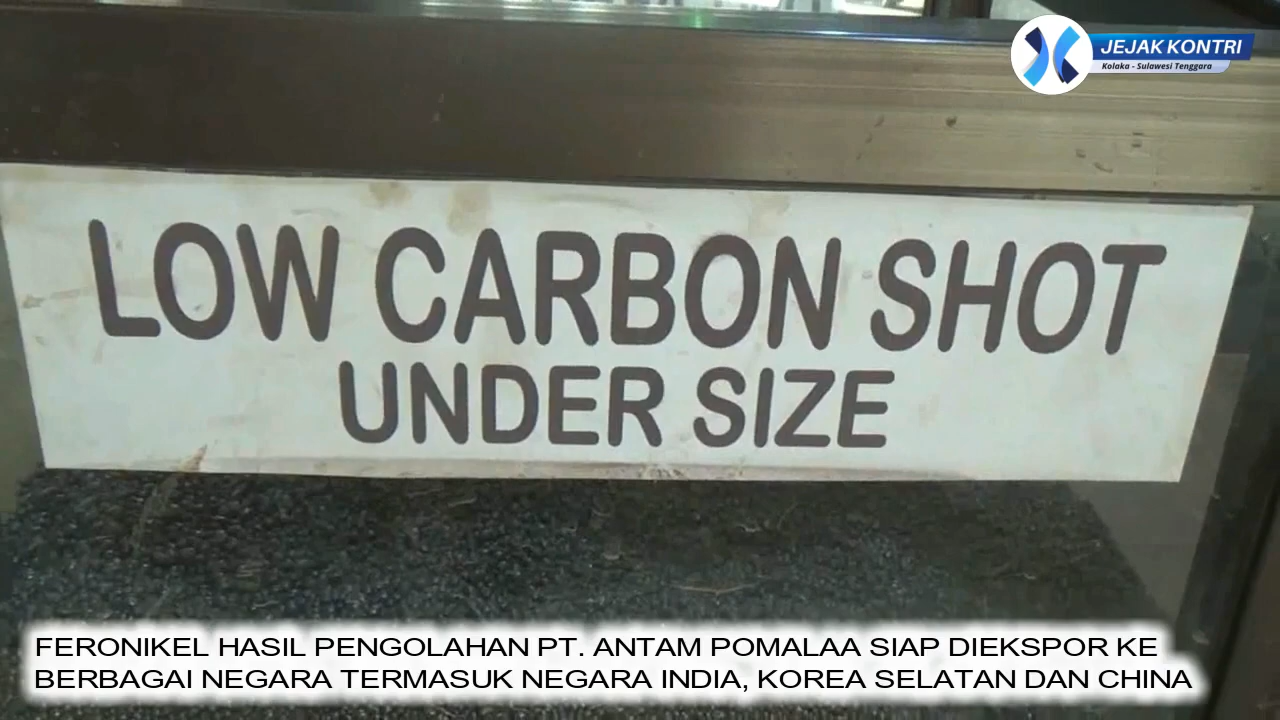 JEJAK KONTRI
Kolaka - Sulawesi Tenggara
LOW CARBON SHOT
UNDER SIZE
FERONIKEL HASIL PENGOLAHAN PT. ANTAM POMALAA SIAP DIEKSPOR KE
BERBAGAI NEGARA TERMASUK NEGARA INDIA, KOREA SELATAN DAN CHINA